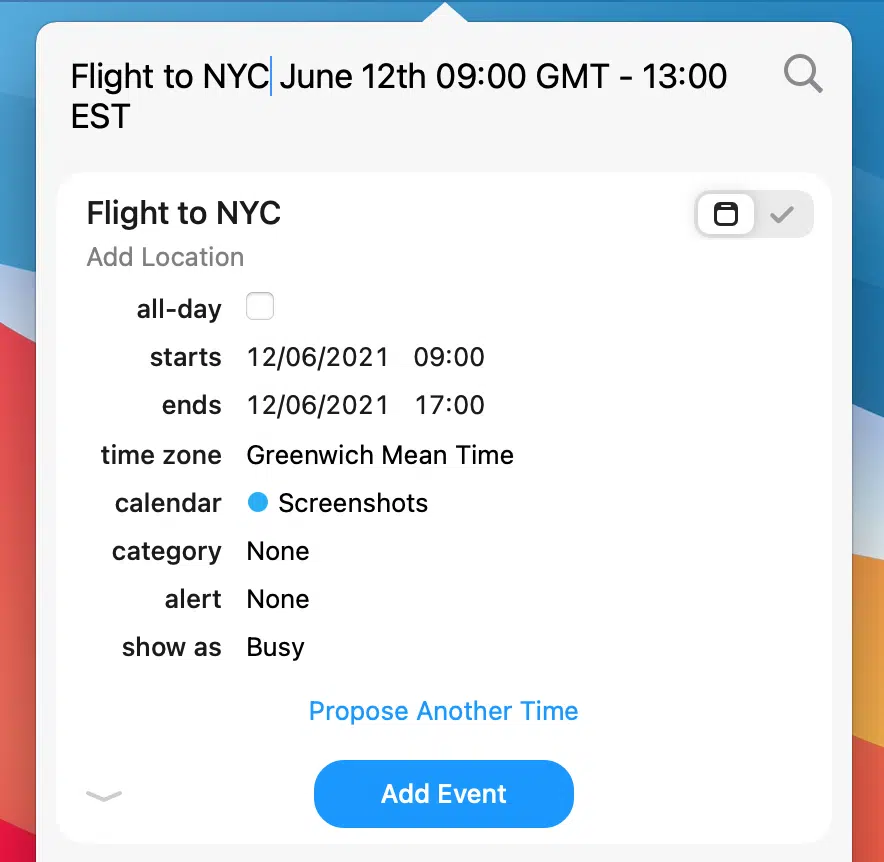 Flight to NYC June 12th 09:00 GMT - 13:00
EST
Flight to NYC
Add Location
all-day
starts 12/06/2021 09:00
ends 12/06/2021 17:00
time zone Greenwich Mean Time
calendar Screenshots
category None
alert None
show as Busy
Propose Another Time
Add Event